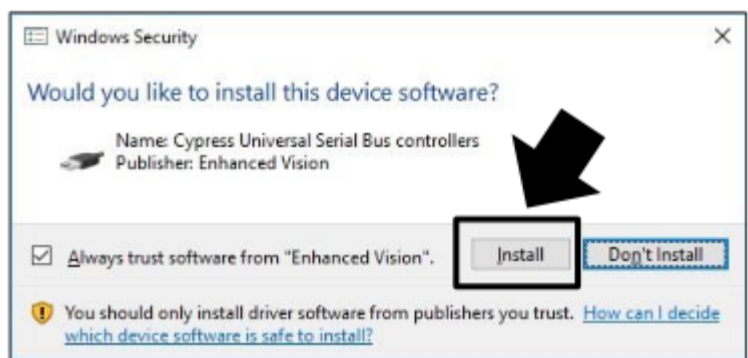 Windows Security
Would you like to install this device software?
Name: Cypress Universal Serial Bus controllers
Publisher: Enhanced Vision
Always trust software from "Enhanced Vision".
Install
Don't Install
You should only install driver software from publishers you trust. How can I decide
which device software is safe to install?